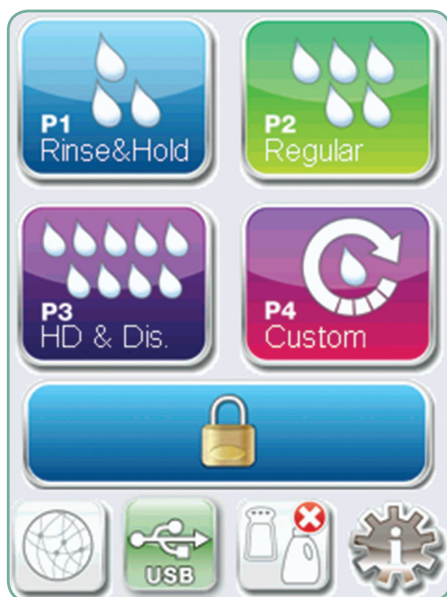 P1
Rinse&Hold
P2
Regular
P3
HD & Dis.
P4
Custom
USB